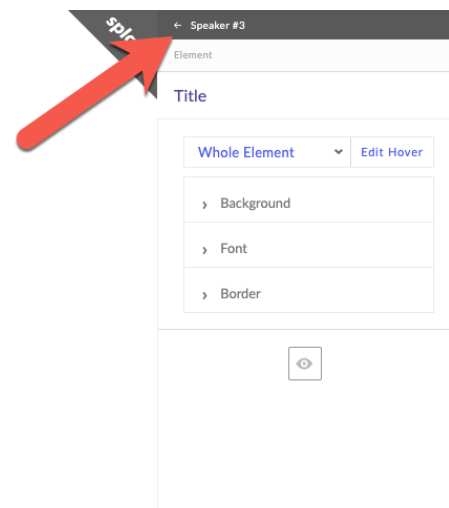 ← Speaker #3
Element
Title
Whole Element
Edit Hover
Background
Font
Border